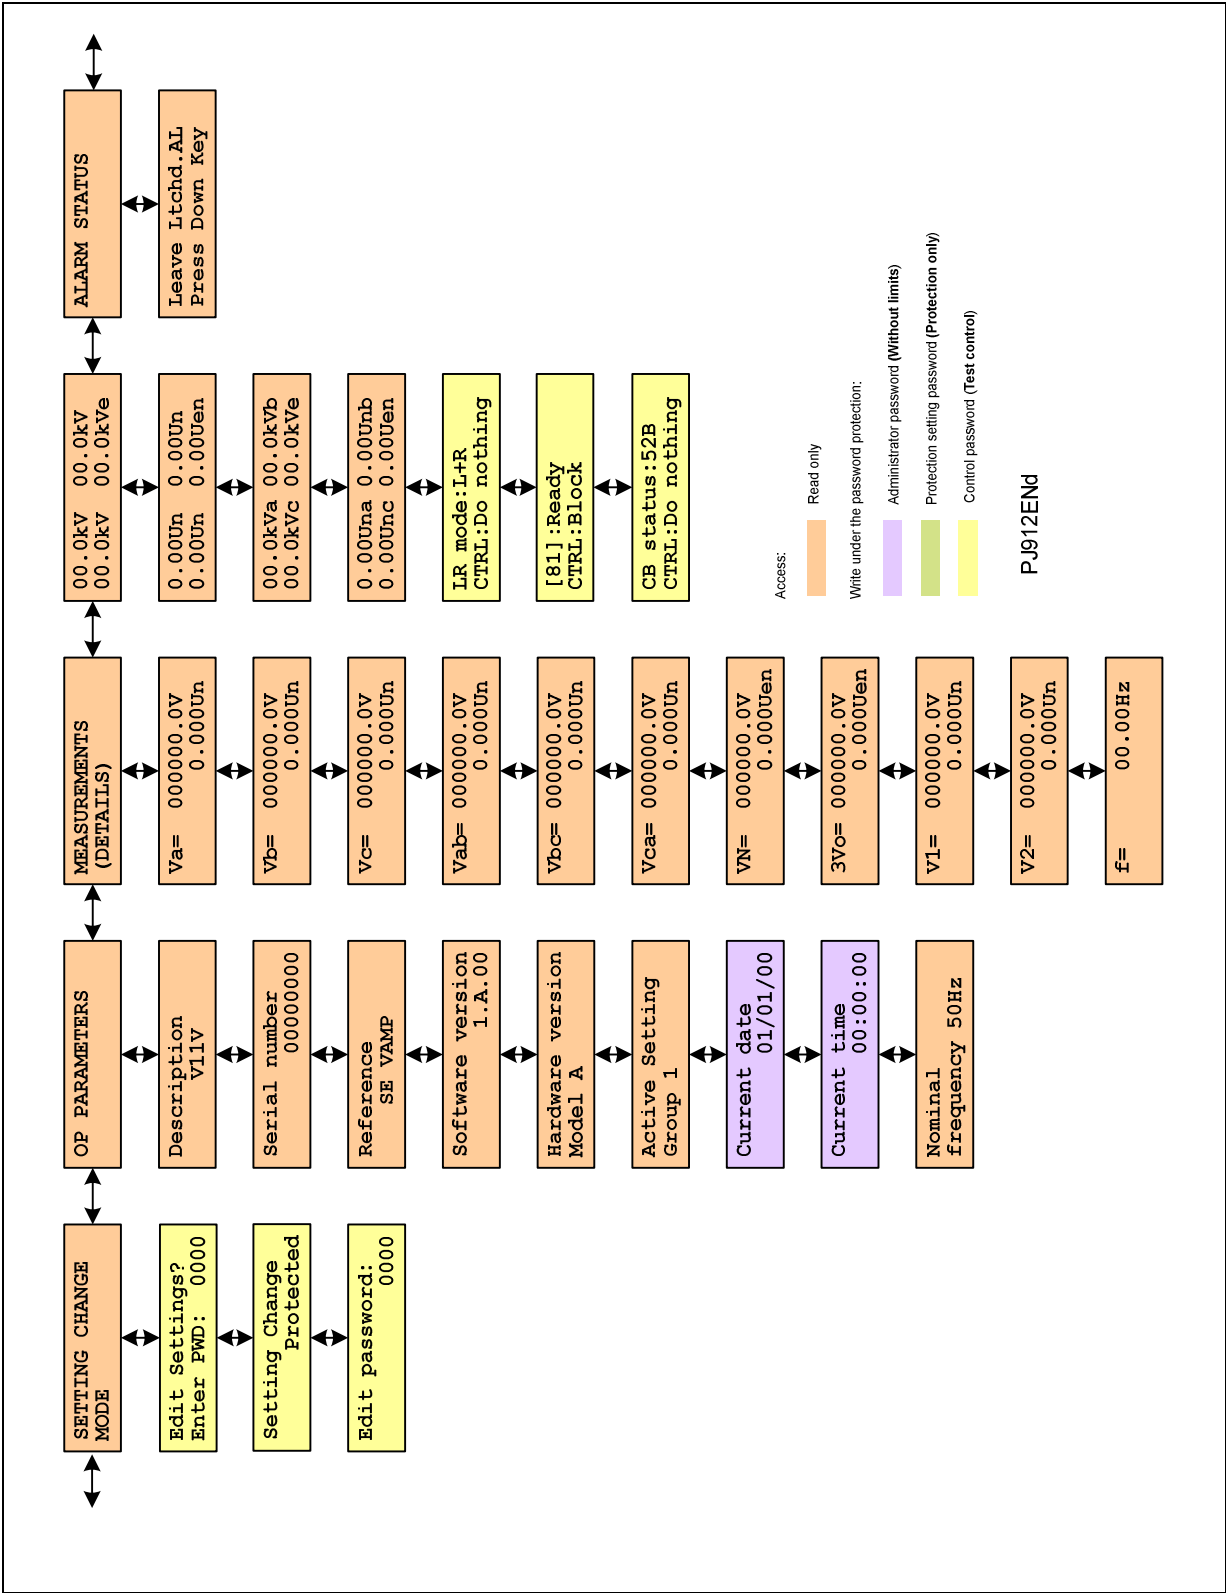 SETTING CHANGE
MODE
Edit Settings?
Enter PWD: 0000
Setting Change
Protected
Edit password:
0000
OP PARAMETERS
Description
V11V
Serial number
00000000
Reference
SE VAMP
Software version
1.A.00
Hardware version
Model A
Active Setting
Group 1
Current date
01/01/00
Current time
00:00:00
Nominal
frequency 50Hz
MEASUREMENTS
(DETAILS)
Va= 000000.0V
0.000Un
Vb= 000000.0V
0.000Un
Vc= 000000.0V
0.000Un
Vab= 000000.0V
0.000Un
Vbc= 000000.0V
0.000Un
Vca= 000000.0V
0.000Un
VN= 000000.0V
0.000Uen
3Vo= 000000.0V
0.000Uen
V1= 000000.0V
0.000Un
V2= 000000.0V
0.000Un
f= 00.00Hz
00.0kV 00.0kV
00.0kV 00.0kVe
0.00Un 0.00Un
0.00Un 0.00Uen
00.0kVa 00.0kVb
00.0kVc 00.0kVe
0.00Una 0.00Unb
0.00Unc 0.00Uen
LR mode:L+R
CTRL:Do nothing
[81]:Ready
CTRL:Block
CB status:52B
CTRL:Do nothing
ALARM STATUS
Leave Ltchd.AL
Press Down Key
Access:
Read only
Write under the password protection:
Administrator password (Without limits)
Protection setting password (Protection only)
Control password (Test control)
PJ912ENd